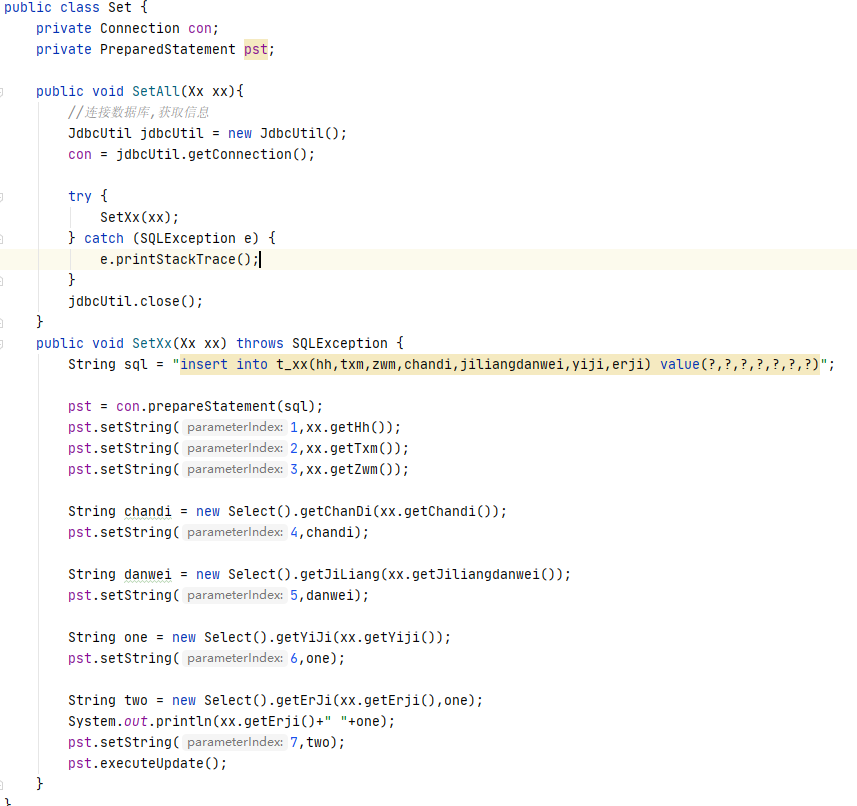 public class Set {
    private Connection con;
    private PreparedStatement pst;

    public void SetAll(Xx xx){
        //连接数据库,获取信息
        JdbcUtil jdbcUtil = new JdbcUtil();
        con = jdbcUtil.getConnection();

        try {
            SetXx(xx);
        } catch (SQLException e) {
            e.printStackTrace();
        }
        jdbcUtil.close();
    }
    public void SetXx(Xx xx) throws SQLException {
        String sql = "insert into t_xx(hh,txm,zwm,chandi,jiliangdanwei,yiji,erji) value(?,?,?,?,?,?,?)";

        pst = con.prepareStatement(sql);
        pst.setString( parameterIndex: 1,xx.getHh());
        pst.setString( parameterIndex: 2,xx.getTxm());
        pst.setString( parameterIndex: 3,xx.getZwm());

        String chandi = new Select().getChanDi(xx.getChandi());
        pst.setString( parameterIndex: 4,chandi);

        String danwei = new Select().getJiLiang(xx.getJiliangdanwei());
        pst.setString( parameterIndex: 5,danwei);

        String one = new Select().getYiJi(xx.getYiji());
        pst.setString( parameterIndex: 6,one);

        String two = new Select().getErJi(xx.getErji(),one);
        System.out.println(xx.getErji()+" "+one);
        pst.setString( parameterIndex: 7,two);
        pst.executeUpdate();
    }
}